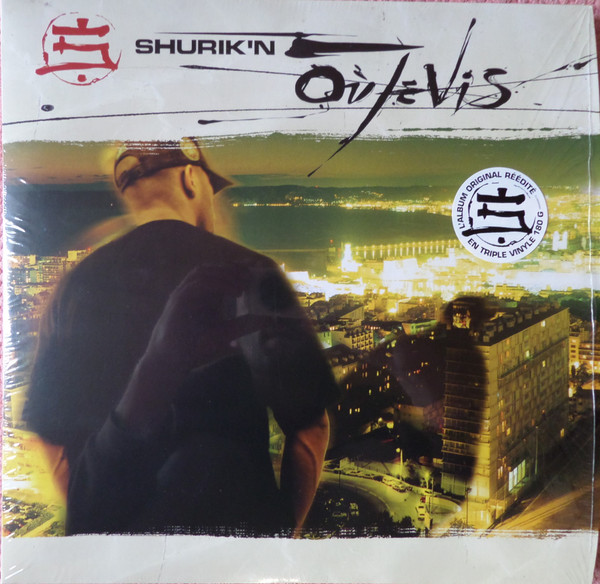 SHURIK'N
Où je Vis
L'ALBUM ORIGINAL RÉÉDITÉ
EN TRIPLE VINYLE 180 G